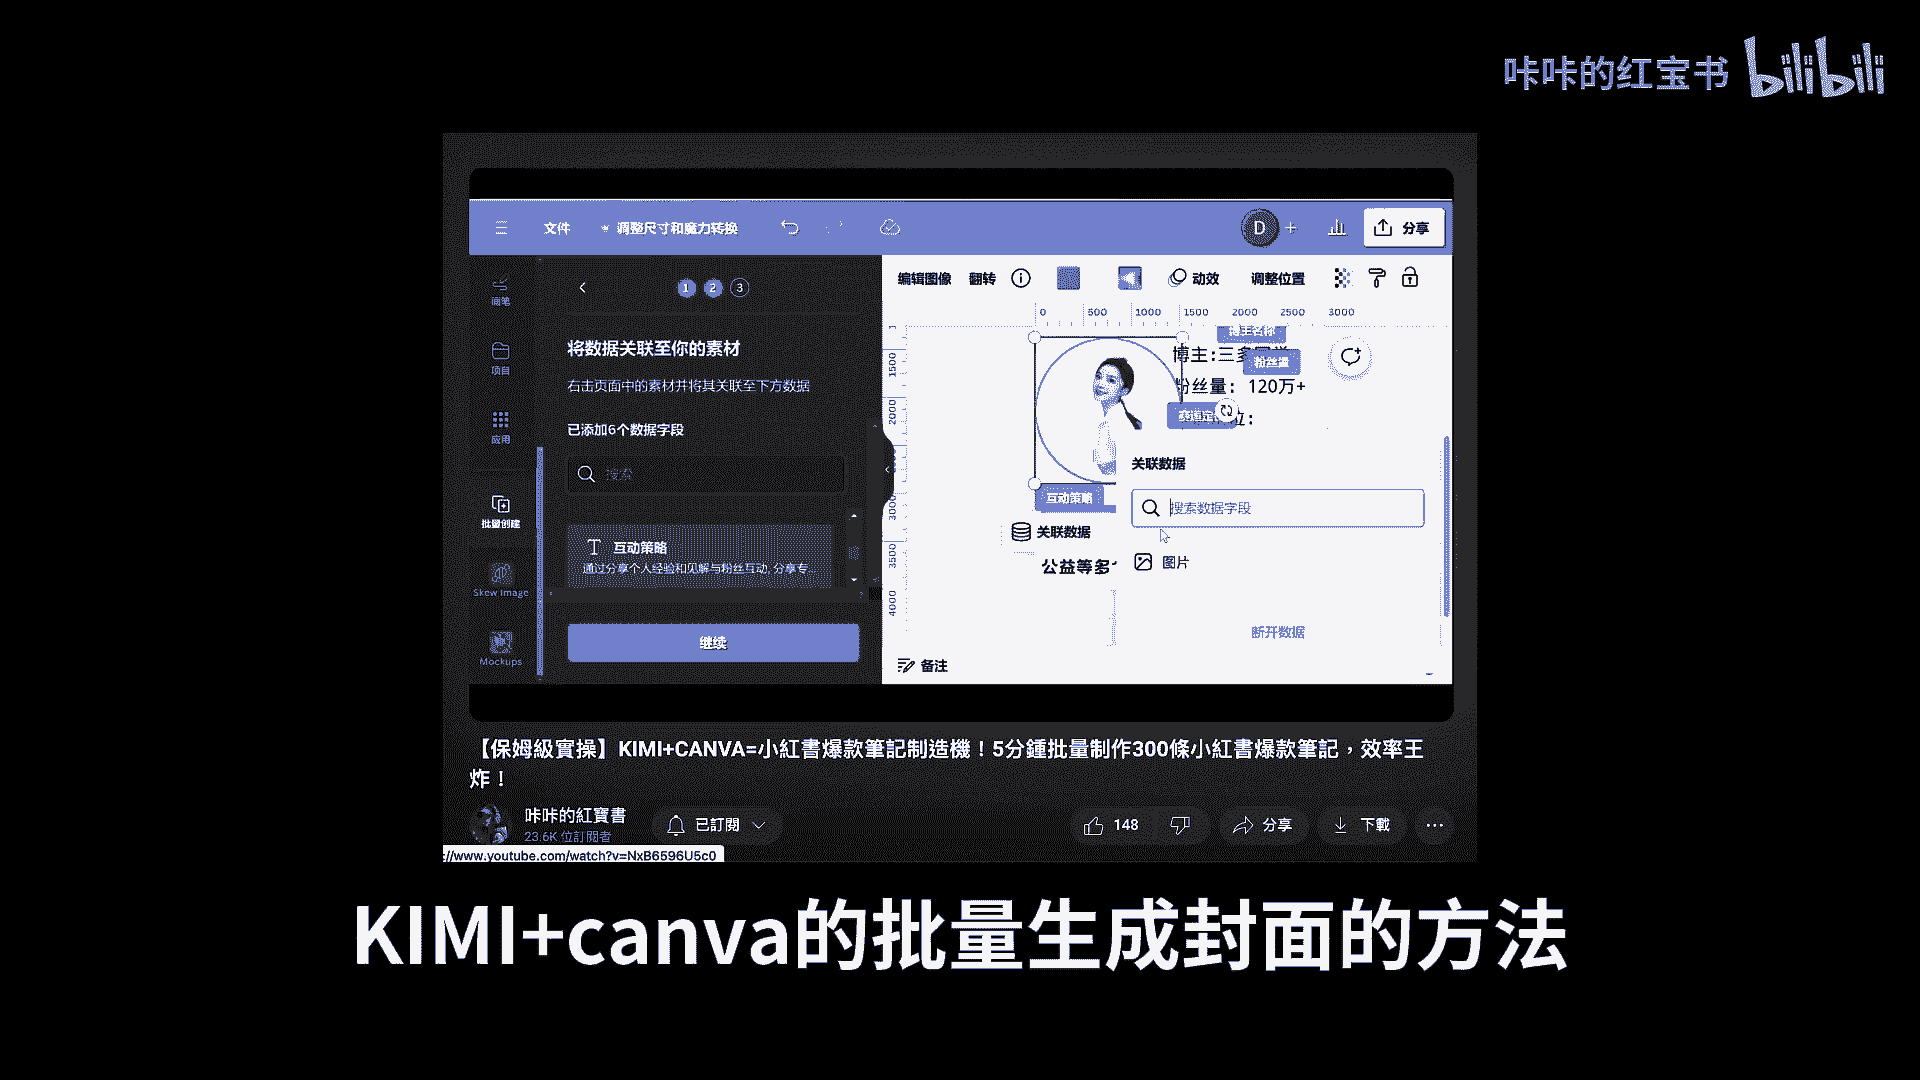 咔咔的红宝书 bilibili
文件
调整尺寸和魔力转换
D
分享
画笔
项目
应用
批量创建
Skew Image
Mockups
1 2 3
将数据关联至你的素材
右击页面中的素材并将其关联至下方数据
已添加6个数据字段
搜索
互动策略
通过分享个人经验和见解与粉丝互动, 分享专...
继续
编辑图像 翻转 动效 调整位置
0 500 1000 1500 2000 2500 3000
1500
2000
3000
3500
4000
博主名称
博主:三多
粉丝量
粉丝量：120万+
位：
互动策略
关联数据
公益等多
关联数据
搜索数据字段
图片
断开数据
备注
【保姆級實操】KIMI+CANVA=小紅書爆款筆記制造機！5分鍾批量制作300條小紅書爆款筆記，效率王
炸！
咔咔的紅寶書
23.6K 位訂閱者
已訂閱
148
分享
下載
://www.youtube.com/watch?v=NxB6596U5c0
KIMI+canva的批量生成封面的方法